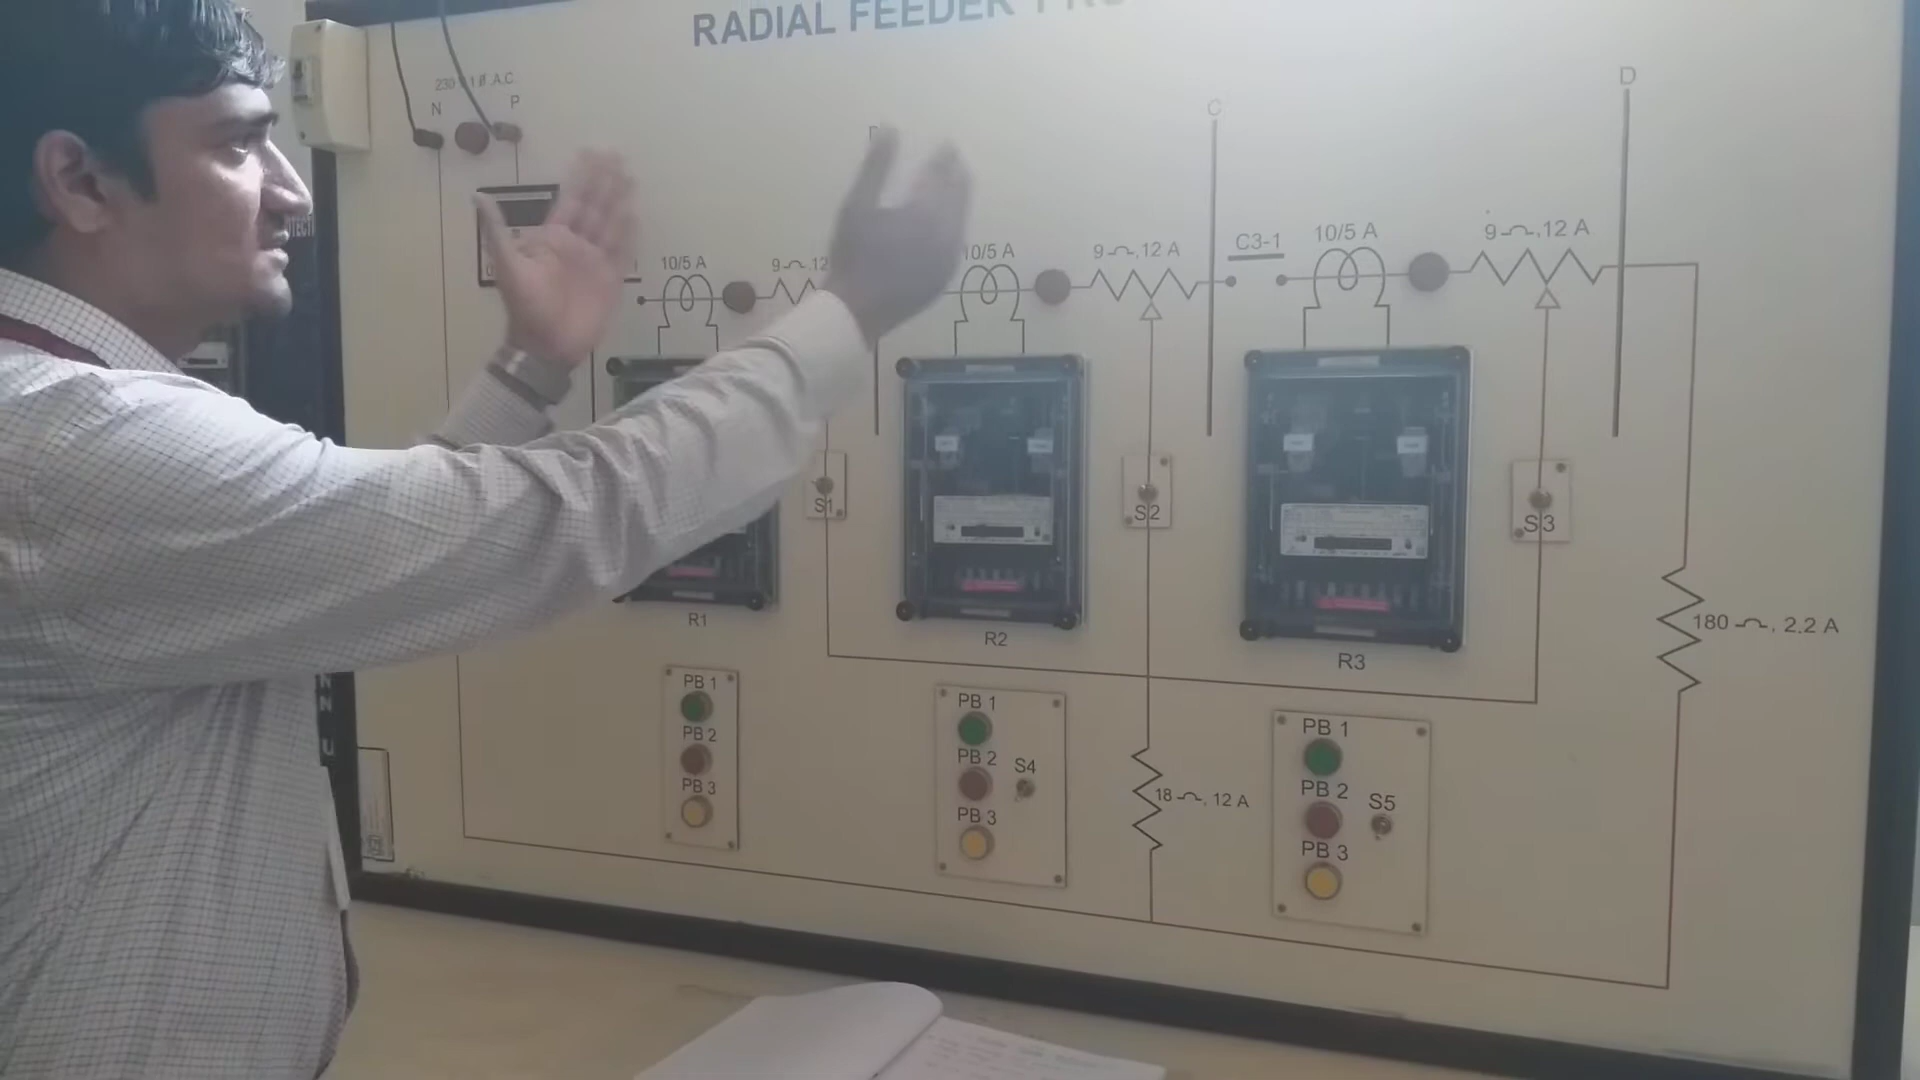 RADIAL FEEDER
230 V 1 Ø A.C.
N
P
C
D
10/5 A
9 Ω, 12
10/5 A
9 Ω, 12 A
C3-1
10/5 A
9 Ω, 12 A
S1
S2
S3
R1
R2
R3
180 Ω, 2.2 A
PB 1
PB 2
PB 3
PB 1
PB 2
S4
PB 3
18 Ω, 12 A
PB 1
PB 2
S5
PB 3